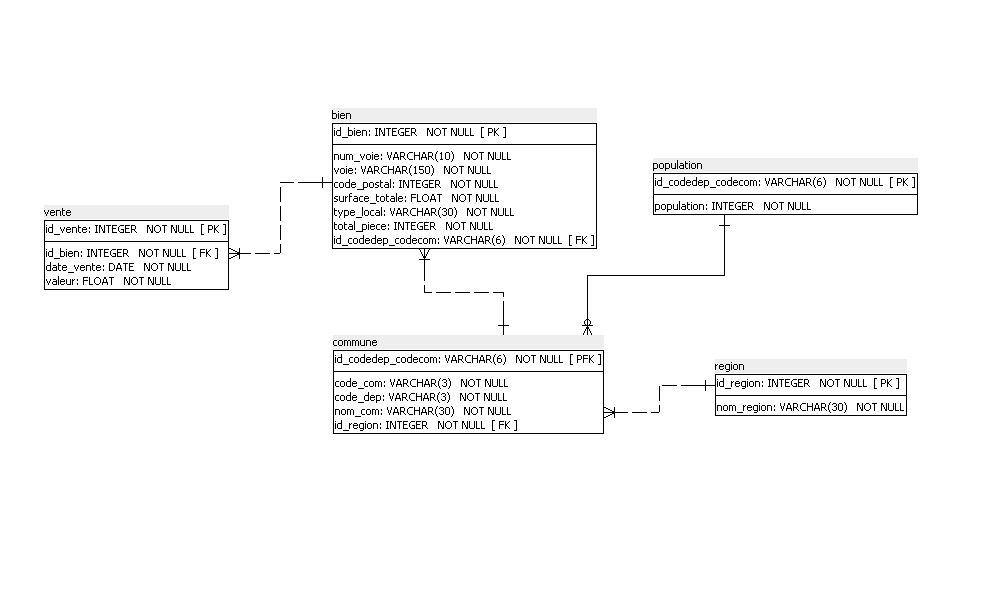 bien
id_bien: INTEGER NOT NULL [ PK ]
num_voie: VARCHAR(10) NOT NULL
voie: VARCHAR(150) NOT NULL
code_postal: INTEGER NOT NULL
surface_totale: FLOAT NOT NULL
type_local: VARCHAR(30) NOT NULL
total_piece: INTEGER NOT NULL
id_codedep_codecom: VARCHAR(6) NOT NULL [ FK ]
population
id_codedep_codecom: VARCHAR(6) NOT NULL [ PK ]
population: INTEGER NOT NULL
vente
id_vente: INTEGER NOT NULL [ PK ]
id_bien: INTEGER NOT NULL [ FK ]
date_vente: DATE NOT NULL
valeur: FLOAT NOT NULL
commune
id_codedep_codecom: VARCHAR(6) NOT NULL [ PFK ]
code_com: VARCHAR(3) NOT NULL
code_dep: VARCHAR(3) NOT NULL
nom_com: VARCHAR(30) NOT NULL
id_region: INTEGER NOT NULL [ FK ]
region
id_region: INTEGER NOT NULL [ PK ]
nom_region: VARCHAR(30) NOT NULL